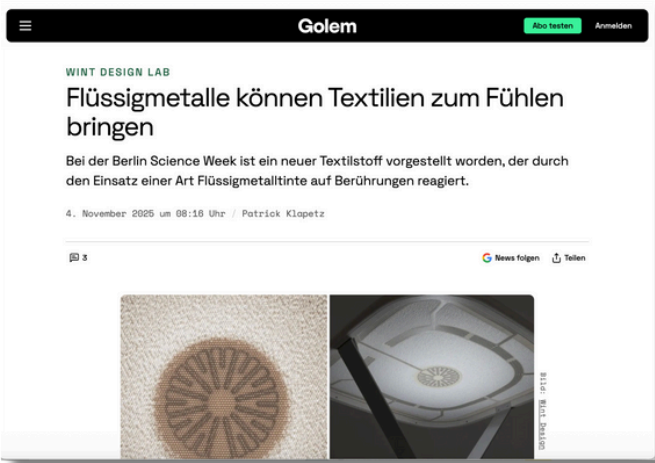 Golem
Abo testen
Anmelden
WINT DESIGN LAB
Flüssigmetalle können Textilien zum Fühlen
bringen
Bei der Berlin Science Week ist ein neuer Textilstoff vorgestellt worden, der durch
den Einsatz einer Art Flüssigmetalltinte auf Berührungen reagiert.
4. November 2025 um 08:16 Uhr / Patrick Klapetz
3
News folgen
Teilen
Bild: Wint Design